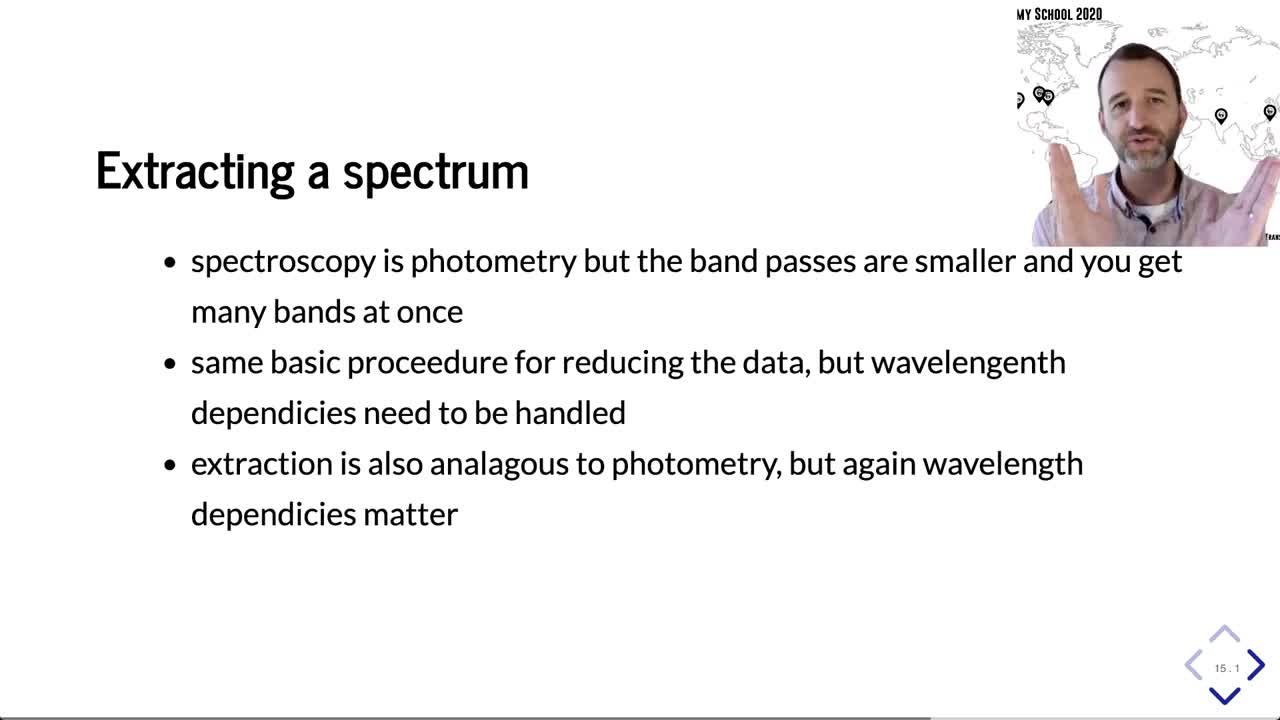 MY SCHOOL 2020
Extracting a spectrum
• spectroscopy is photometry but the band passes are smaller and you get
many bands at once
• same basic proceedure for reducing the data, but wavelengenth
dependicies need to be handled
• extraction is also analagous to photometry, but again wavelength
dependicies matter
15.1